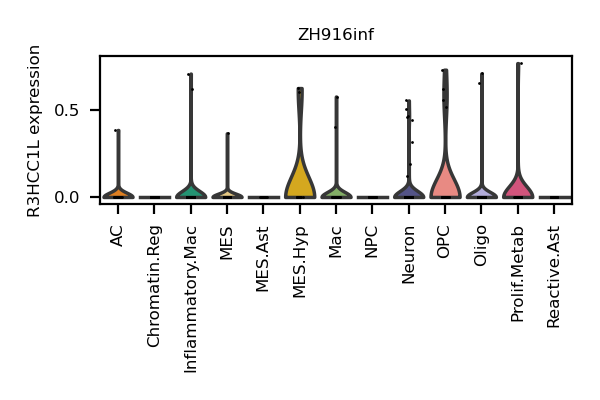 ZH916inf
R3HCC1L expression
0.5
0.0
AC
Chromatin.Reg
Inflammatory.Mac
MES
MES.Ast
MES.Hyp
Mac
NPC
Neuron
OPC
Oligo
Prolif.Metab
Reactive.Ast